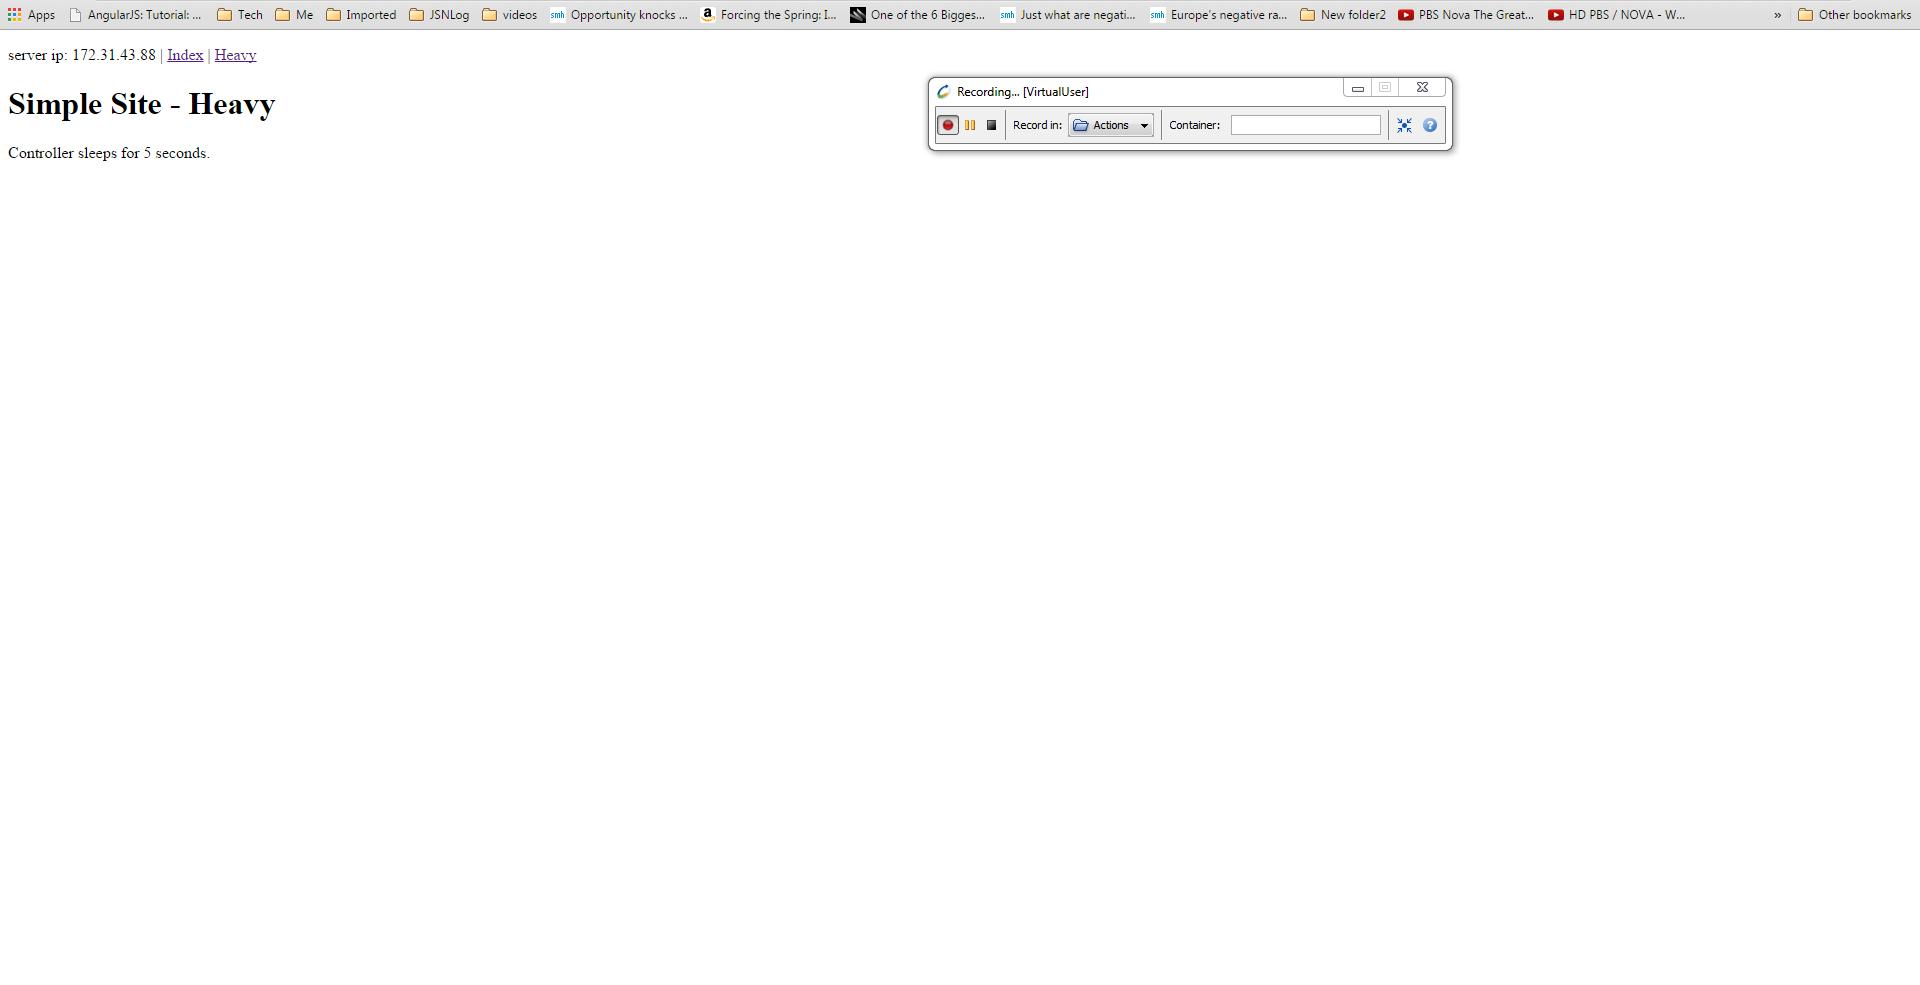 Apps AngularJS: Tutorial: ... Tech Me Imported JSNLog videos smh Opportunity knocks ... a Forcing the Spring: I... One of the 6 Bigges... smh Just what are negati... smh Europe's negative ra... New folder2 PBS Nova The Great... HD PBS / NOVA - W... » Other bookmarks
server ip: 172.31.43.88 | Index | Heavy
Simple Site - Heavy
Controller sleeps for 5 seconds.
Recording... [VirtualUser]
Record in: Actions Container: ?